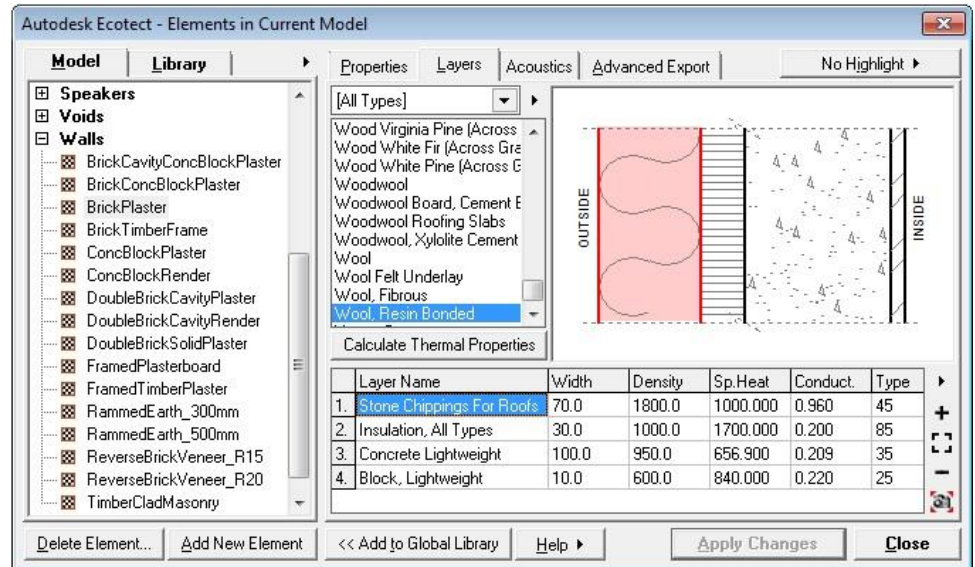 Autodesk Ecotect - Elements in Current Model
Model Library
Properties Layers Acoustics Advanced Export No Highlight
Speakers
Voids
Walls
BrickCavityConcBlockPlaster
BrickConcBlockPlaster
BrickPlaster
BrickTimberFrame
ConcBlockPlaster
ConcBlockRender
DoubleBrickCavityPlaster
DoubleBrickCavityRender
DoubleBrickSolidPlaster
FramedPlasterboard
FramedTimberPlaster
RammedEarth_300mm
RammedEarth_500mm
ReverseBrickVeneer_R15
ReverseBrickVeneer_R20
TimberCladMasonry
[All Types]
Wood Virginia Pine (Across
Wood White Fir (Across Gra
Wood White Pine (Across G
Woodwool
Woodwool Board, Cement B
Woodwool Roofing Slabs
Woodwool, Xylolite Cement
Wool
Wool Felt Underlay
Wool, Fibrous
Wool, Resin Bonded
Calculate Thermal Properties
OUTSIDE
INSIDE
Layer Name Width Density Sp.Heat Conduct. Type
1. Stone Chippings For Roofs 70.0 1800.0 1000.000 0.960 45
2. Insulation, All Types 30.0 1000.0 1700.000 0.200 85
3. Concrete Lightweight 100.0 950.0 656.900 0.209 35
4. Block, Lightweight 10.0 600.0 840.000 0.220 25
Delete Element... Add New Element << Add to Global Library Help Apply Changes Close